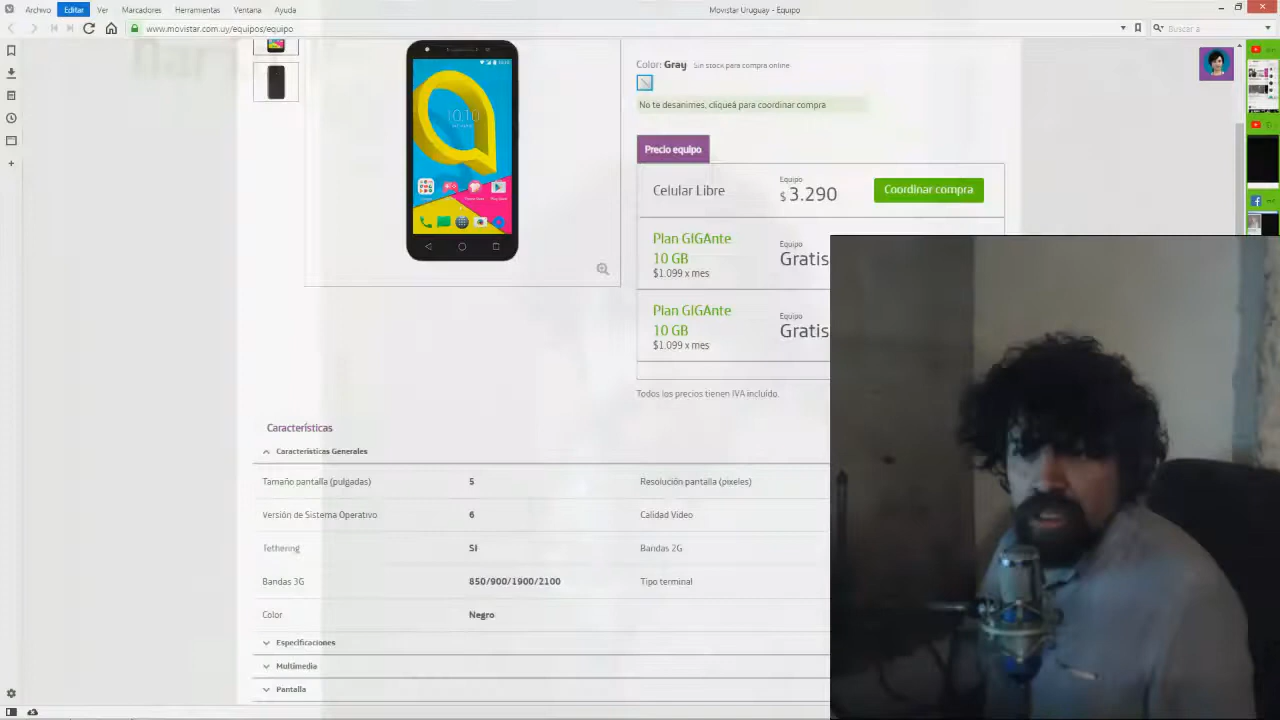 Archivo Editar Ver Marcadores Herramientas Ventana Ayuda
Movistar Uruguay - Equipo
www.movistar.com.uy/equipos/equipo
Buscar a
10:10
Color: Gray Sin stock para compra online
No te desanimes, cliqueá para coordinar compra
Precio equipo
Celular Libre
Equipo
$ 3.290
Coordinar compra
Plan GIGAnte
10 GB
$1.099 x mes
Equipo
Gratis
Plan GIGAnte
10 GB
$1.099 x mes
Equipo
Gratis
Todos los precios tienen IVA incluído.
Características
Características Generales
Tamaño pantalla (pulgadas) 5 Resolución pantalla (pixeles)
Versión de Sistema Operativo 6 Calidad Video
Tethering SI Bandas 2G
Bandas 3G 850/900/1900/2100 Tipo terminal
Color Negro
Especificaciones
Multimedia
Pantalla